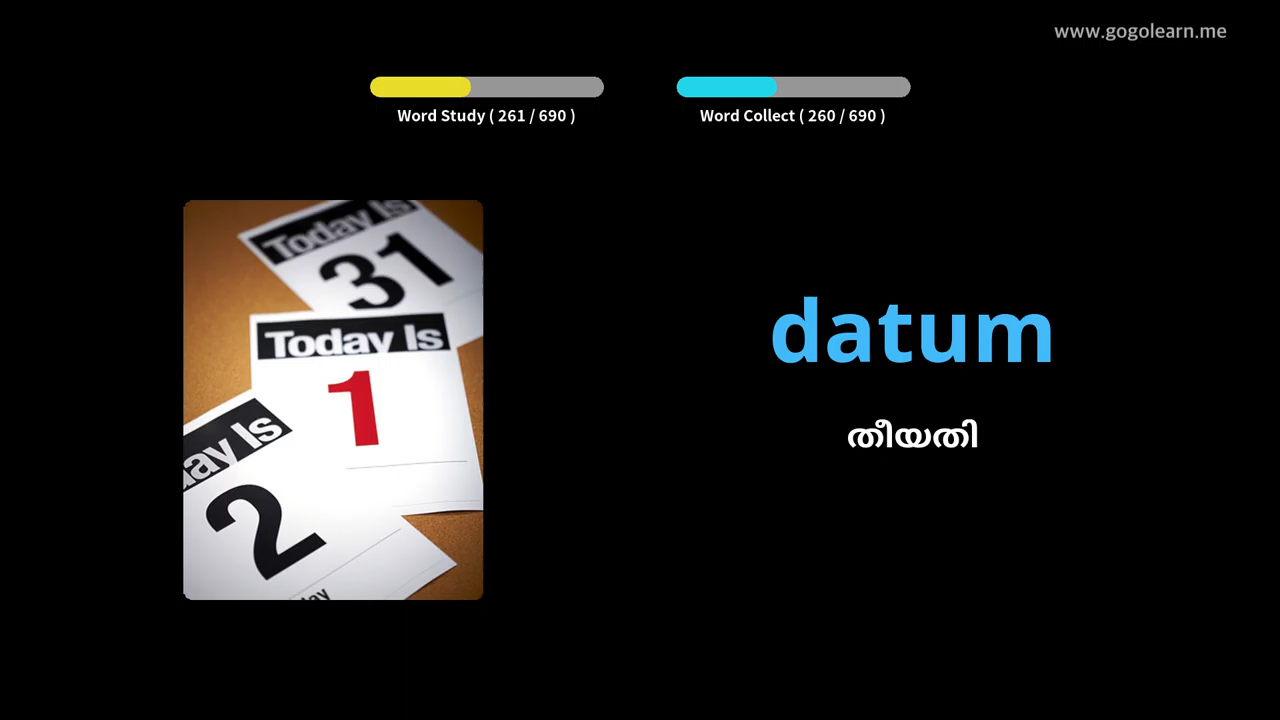 www.gogolearn.me
Word Study ( 261 / 690 )
Word Collect ( 260 / 690 )
Today Is
31
Today Is
1
ay Is
2
datum
തീയതി